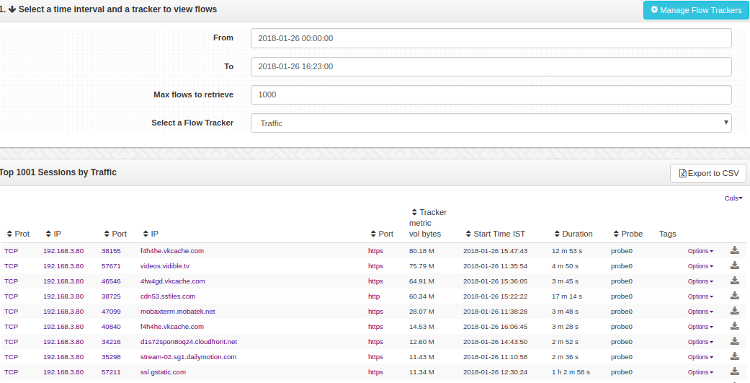 1. Select a time interval and a tracker to view flows
Manage Flow Trackers
From 2018-01-26 00:00:00
To 2018-01-26 16:23:00
Max flows to retrieve 1000
Select a Flow Tracker Traffic
Top 1001 Sessions by Traffic
Export to CSV
Cols
Prot IP Port IP Port Tracker metric vol bytes Start Time IST Duration Probe Tags
TCP 192.168.3.80 38155 f4h4he.vkcache.com https 80.18 M 2018-01-26 15:47:43 12 m 53 s probe0 Options
TCP 192.168.3.80 57671 videos.vidible.tv https 75.79 M 2018-01-26 11:35:54 4 m 50 s probe0 Options
TCP 192.168.3.80 46546 4fw4gd.vkcache.com https 64.91 M 2018-01-26 15:36:05 3 m 45 s probe0 Options
TCP 192.168.3.80 38725 cdn53.ssfiles.com http 60.34 M 2018-01-26 15:22:22 17 m 14 s probe0 Options
TCP 192.168.3.80 47099 mobaxterm.mobatek.net https 28.07 M 2018-01-26 11:38:28 3 m 48 s probe0 Options
TCP 192.168.3.80 40840 f4h4he.vkcache.com https 14.53 M 2018-01-26 16:06:45 3 m 28 s probe0 Options
TCP 192.168.3.80 34216 d1s72spon8oqz4.cloudfront.net https 12.60 M 2018-01-26 14:43:50 2 m 52 s probe0 Options
TCP 192.168.3.80 35298 stream-02.sg1.dailymotion.com https 11.43 M 2018-01-26 11:10:58 2 m 36 s probe0 Options
TCP 192.168.3.80 57211 ssl.gstatic.com https 11.34 M 2018-01-26 12:30:24 1 h 2 m 58 s probe0 Options